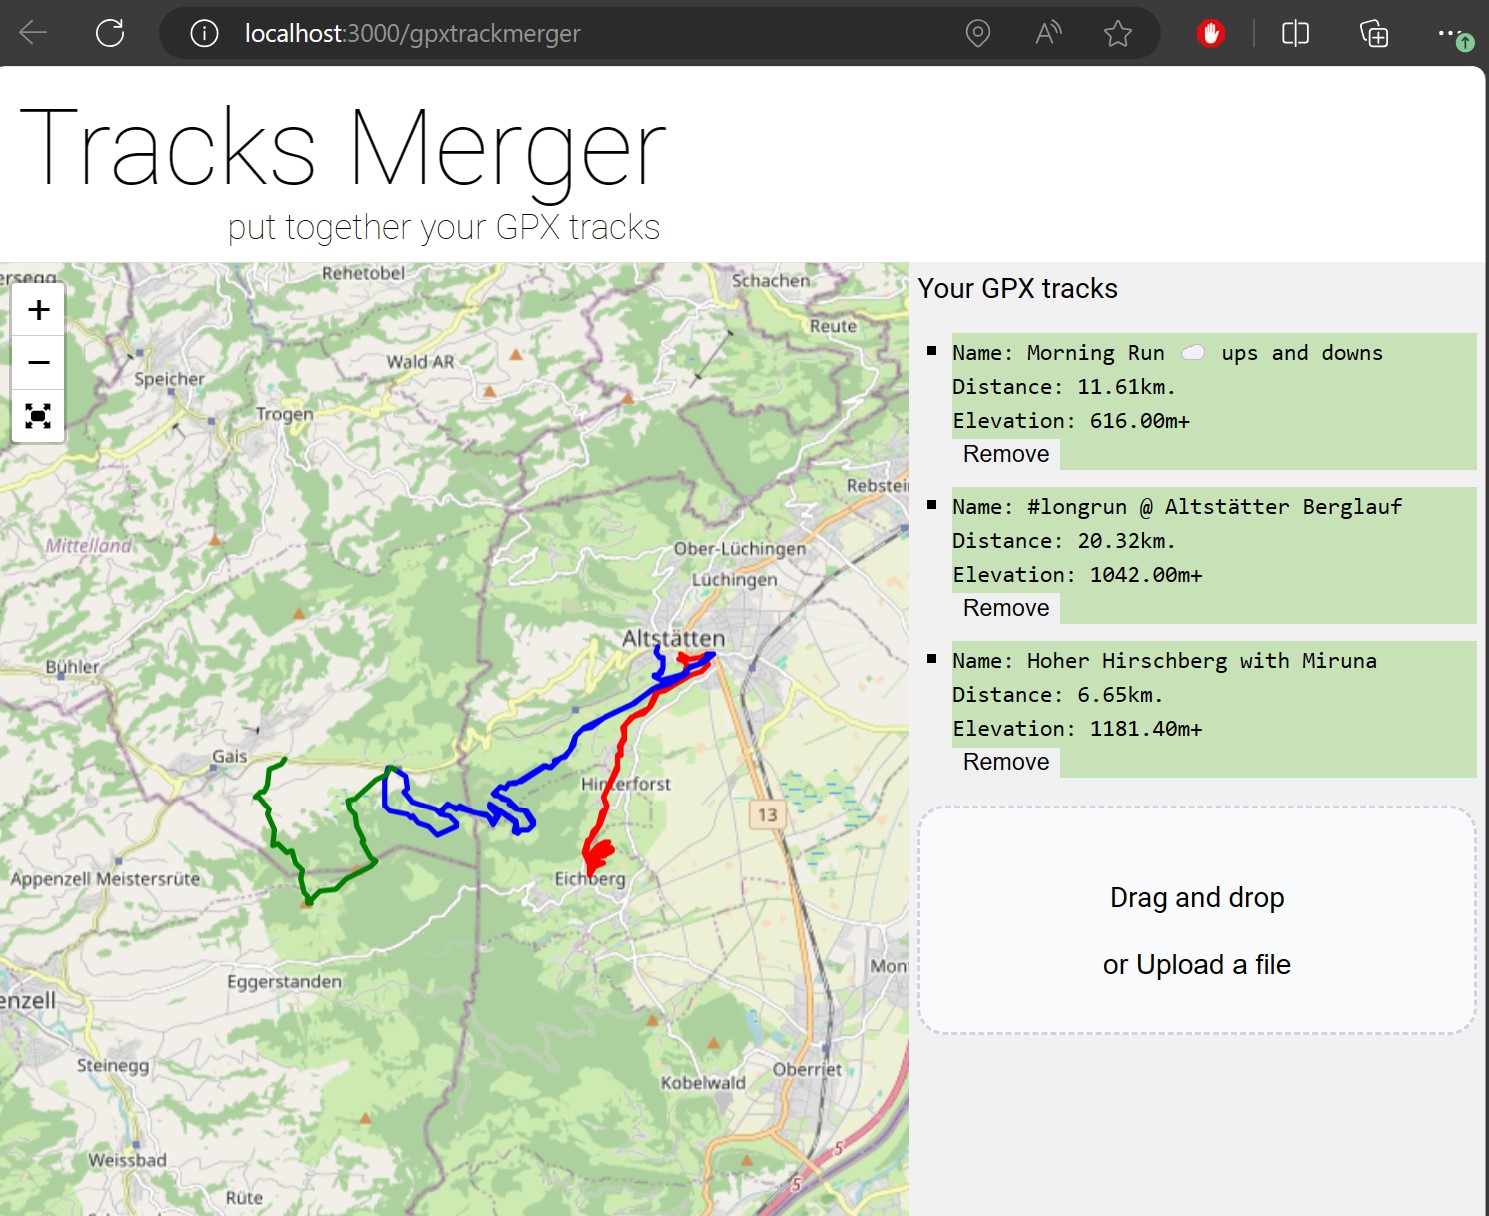 localhost:3000/gpxtrackmerger
Tracks Merger
put together your GPX tracks
Your GPX tracks
Name: Morning Run ☁️ ups and downs
Distance: 11.61km.
Elevation: 616.00m+
Remove
Name: #longrun @ Altstätter Berglauf
Distance: 20.32km.
Elevation: 1042.00m+
Remove
Name: Hoher Hirschberg with Miruna
Distance: 6.65km.
Elevation: 1181.40m+
Remove
Drag and drop
or Upload a file
+
−
ersegg
Rehetobel
Schachen
Reute
Wald AR
Speicher
Trogen
Rebstei
Mittelland
Ober-Lüchingen
Lüchingen
Altstätten
Bühler
Gais
Hinterforst
13
Appenzell Meistersrüte
Eichberg
Eggerstanden
Mon
enzell
Steinegg
Oberriet
Kobelwald
Weissbad
5
5
Rüte